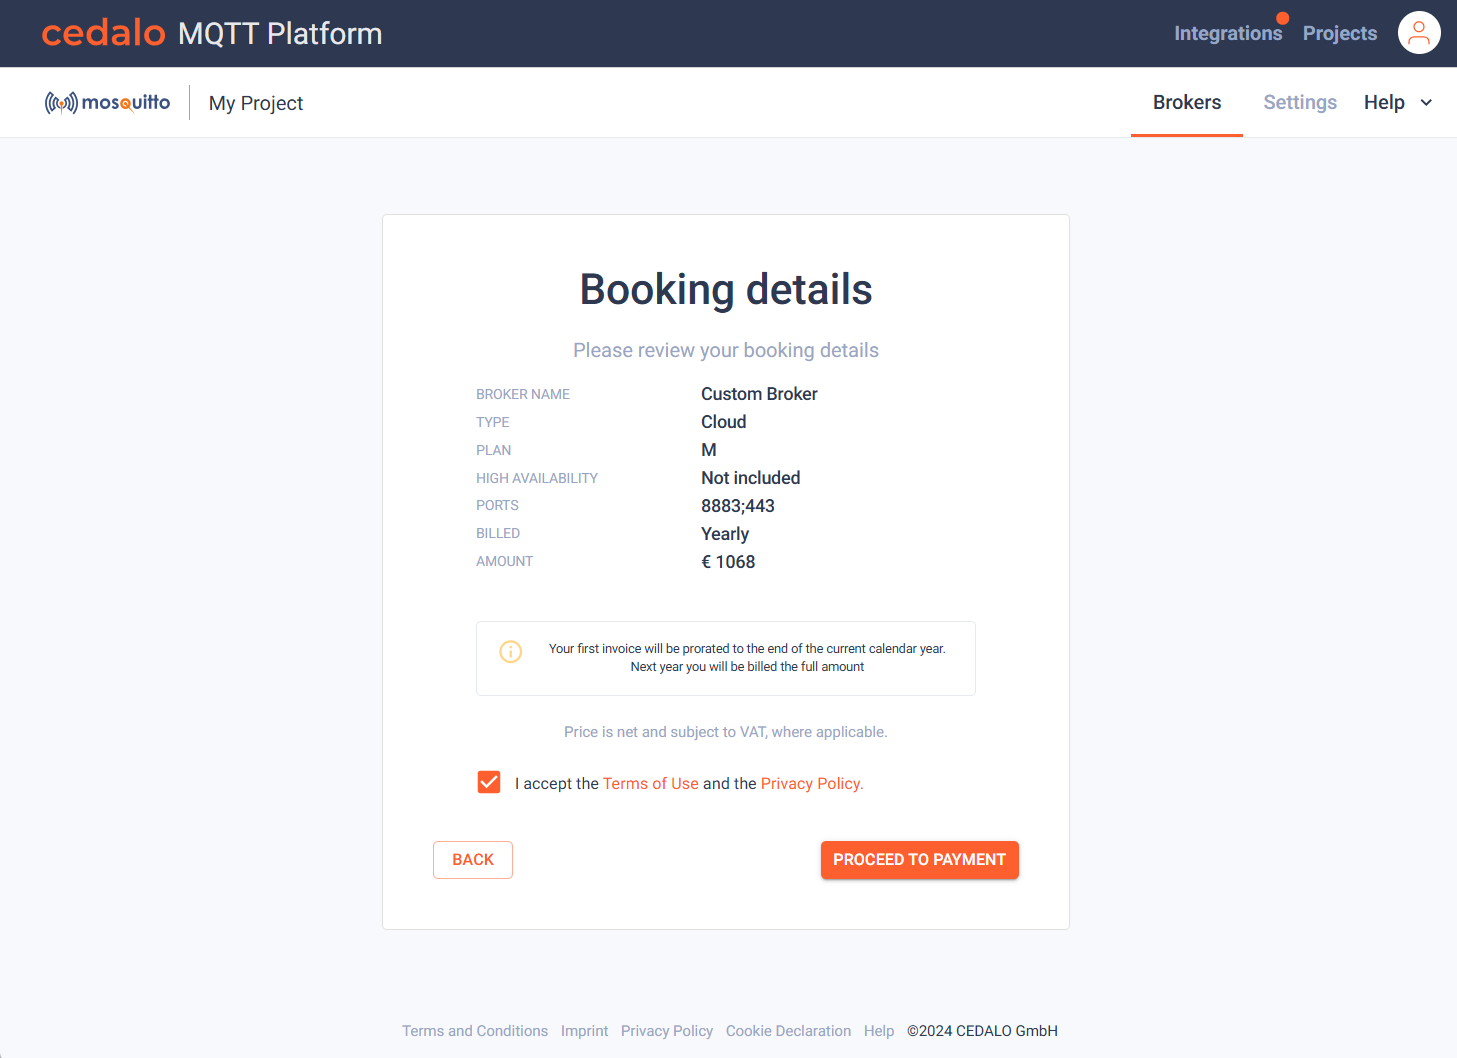 cedalo MQTT Platform
Integrations Projects
mosquitto My Project
Brokers Settings Help
Booking details
Please review your booking details
BROKER NAME Custom Broker
TYPE Cloud
PLAN M
HIGH AVAILABILITY Not included
PORTS 8883;443
BILLED Yearly
AMOUNT € 1068
Your first invoice will be prorated to the end of the current calendar year.
Next year you will be billed the full amount
Price is net and subject to VAT, where applicable.
I accept the Terms of Use and the Privacy Policy.
BACK PROCEED TO PAYMENT
Terms and Conditions Imprint Privacy Policy Cookie Declaration Help ©2024 CEDALO GmbH